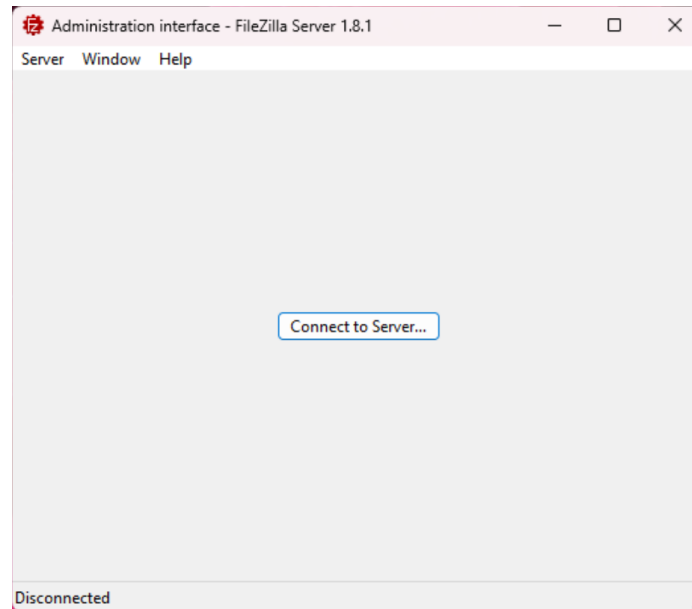 Administration interface - FileZilla Server 1.8.1
Server Window Help
Connect to Server...
Disconnected